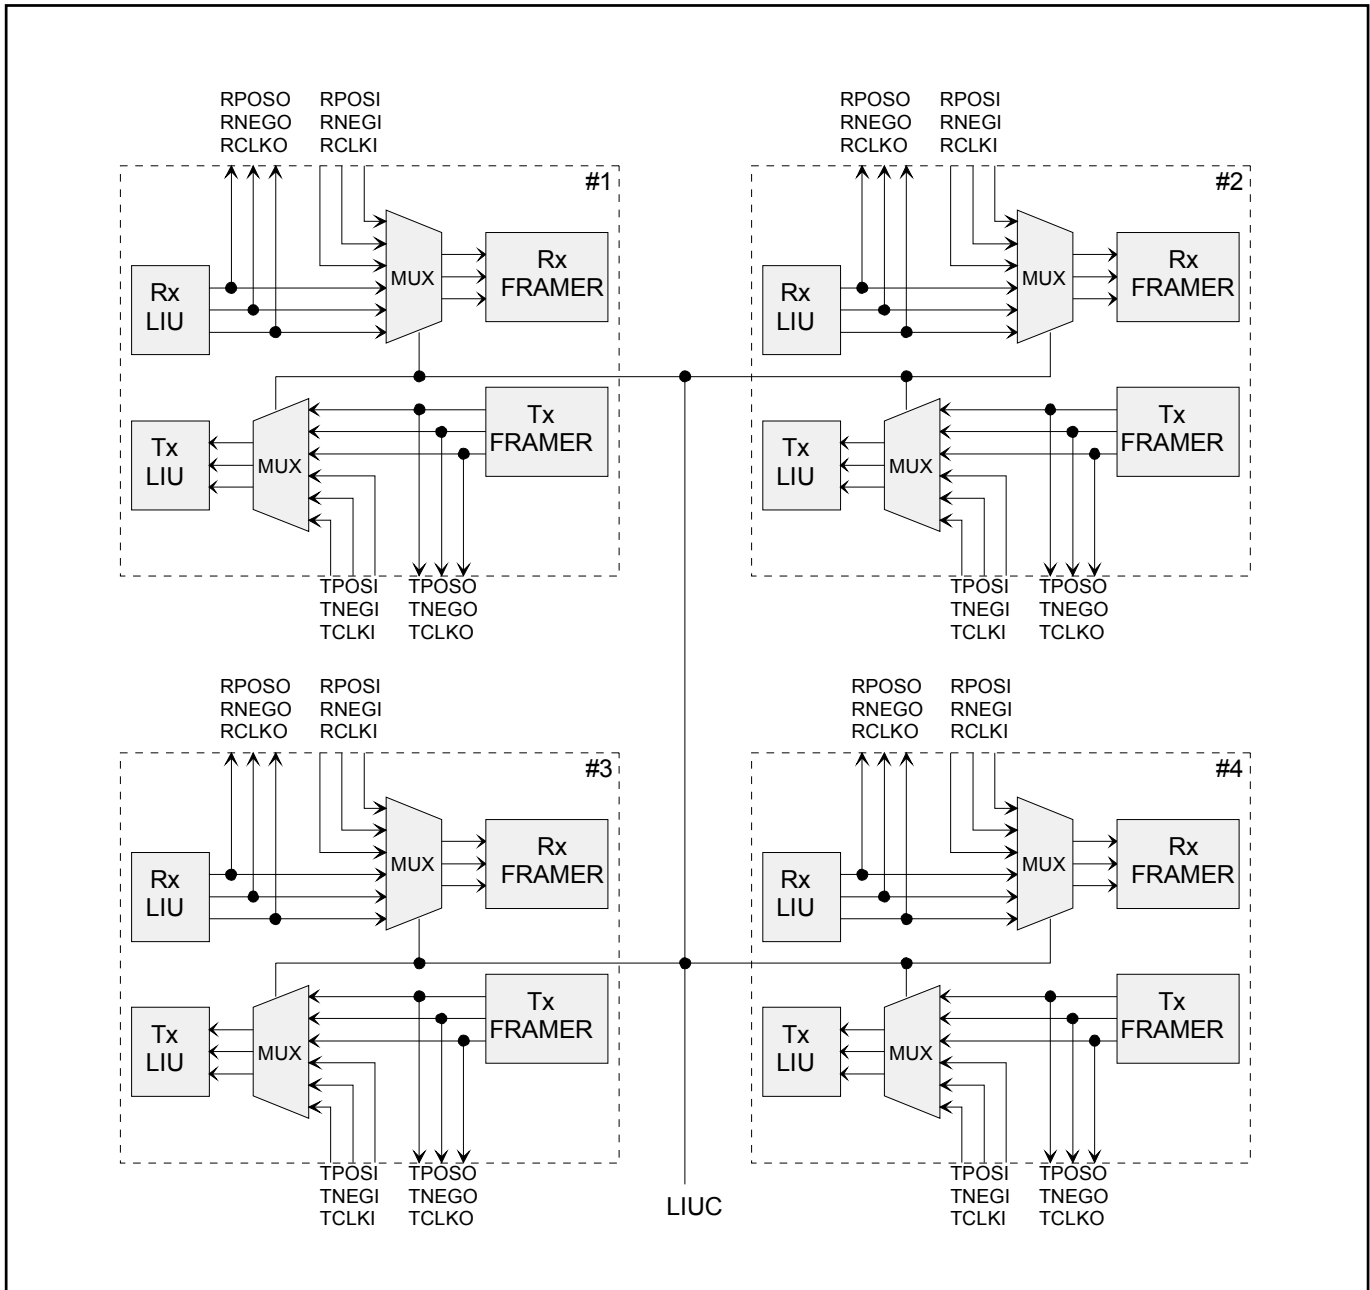 RPOSO RPOSI
RNEGO RNEGI
RCLKO RCLKI
#1
MUX
Rx
FRAMER
Rx
LIU
Tx
FRAMER
Tx
LIU
MUX
TPOSI TPOSO
TNEGI TNEGO
TCLKI TCLKO
RPOSO RPOSI
RNEGO RNEGI
RCLKO RCLKI
#2
MUX
Rx
FRAMER
Rx
LIU
Tx
FRAMER
Tx
LIU
MUX
TPOSI TPOSO
TNEGI TNEGO
TCLKI TCLKO
RPOSO RPOSI
RNEGO RNEGI
RCLKO RCLKI
#3
MUX
Rx
FRAMER
Rx
LIU
Tx
FRAMER
Tx
LIU
MUX
TPOSI TPOSO
TNEGI TNEGO
TCLKI TCLKO
RPOSO RPOSI
RNEGO RNEGI
RCLKO RCLKI
#4
MUX
Rx
FRAMER
Rx
LIU
Tx
FRAMER
Tx
LIU
MUX
TPOSI TPOSO
TNEGI TNEGO
TCLKI TCLKO
LIUC